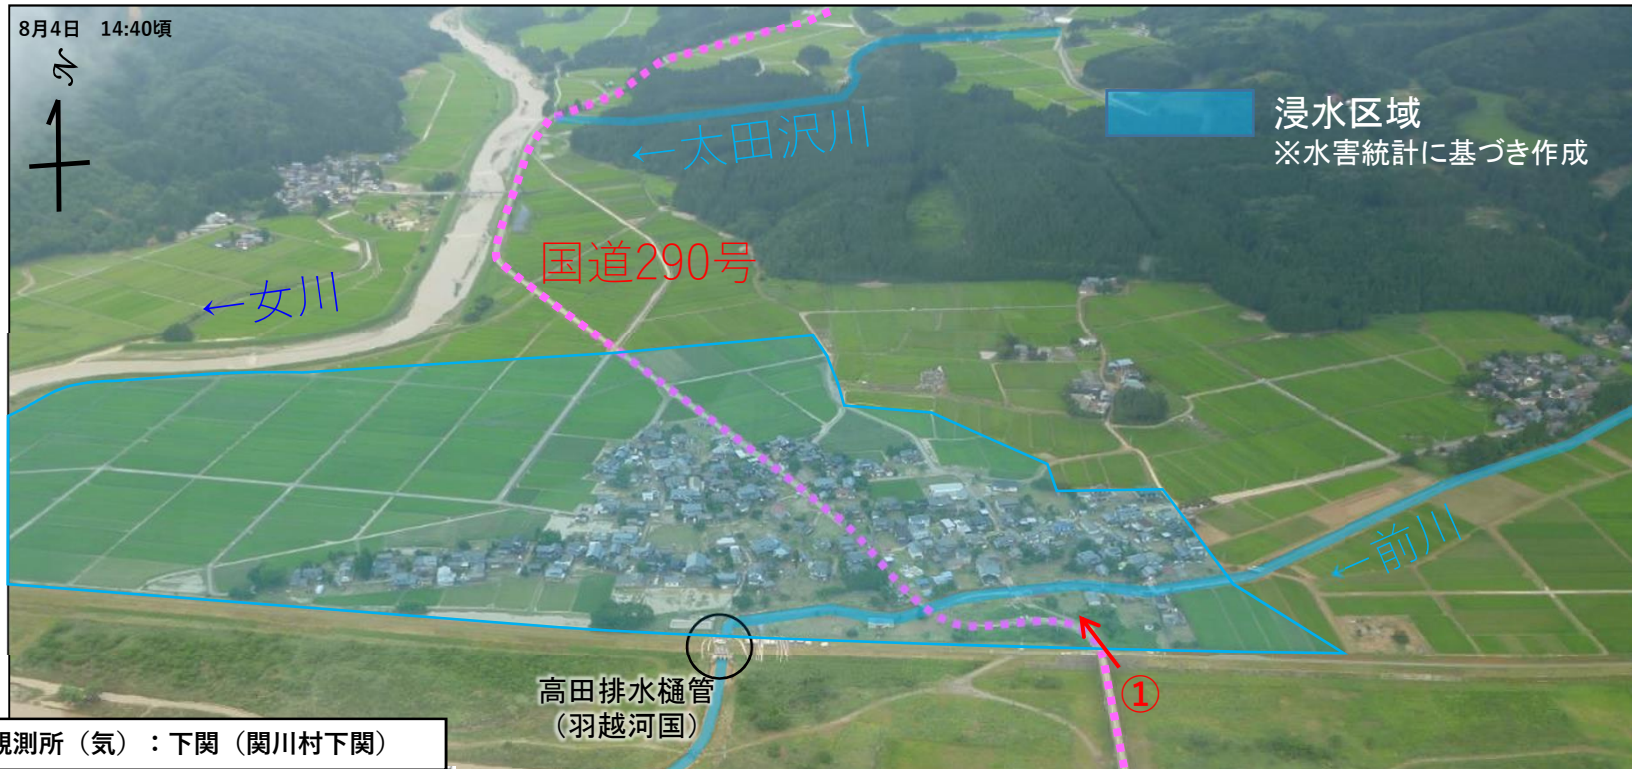 8月4日 14:40頃
N
←太田沢川
浸水区域
※水害統計に基づき作成
国道290号
←女川
←前川
高田排水樋管
(羽越河国)
①
観測所（気）：下関（関川村下関）